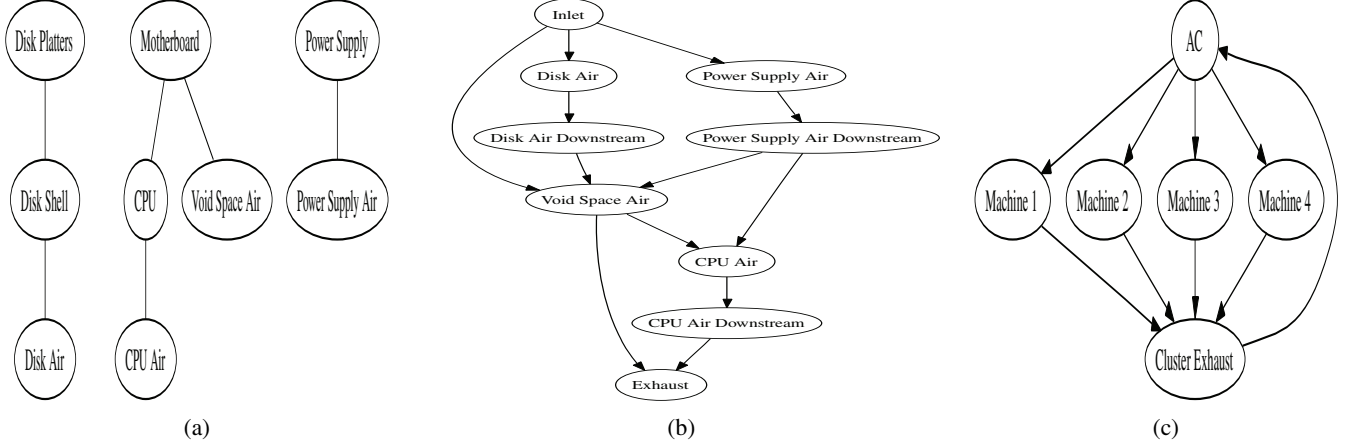 Disk Platters
Motherboard
Power Supply
Disk Shell
CPU
Void Space Air
Power Supply Air
Disk Air
CPU Air
(a)
Inlet
Disk Air
Power Supply Air
Disk Air Downstream
Power Supply Air Downstream
Void Space Air
CPU Air
CPU Air Downstream
Exhaust
(b)
AC
Machine 1
Machine 2
Machine 3
Machine 4
Cluster Exhaust
(c)